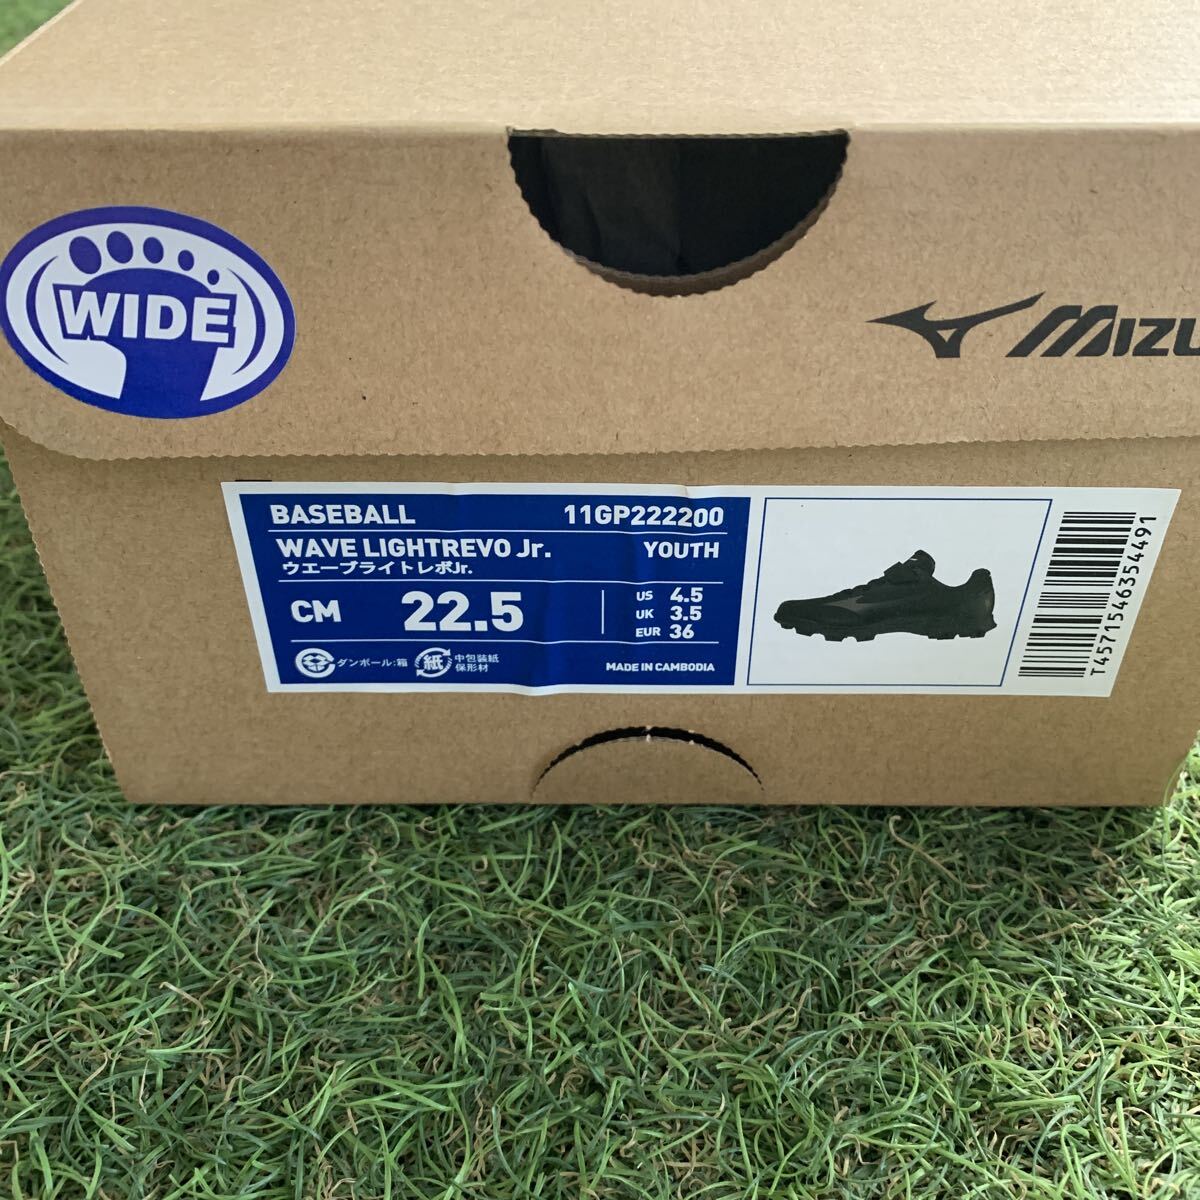 WIDE
MIZU
BASEBALL 11GP222200
WAVE LIGHTREVO Jr. YOUTH
ウエーブライトレボJr.
CM 22.5
US 4.5
UK 3.5
EUR 36
ダンボール:箱
紙 中包装紙
保形材
MADE IN CAMBODIA
T4571546354491